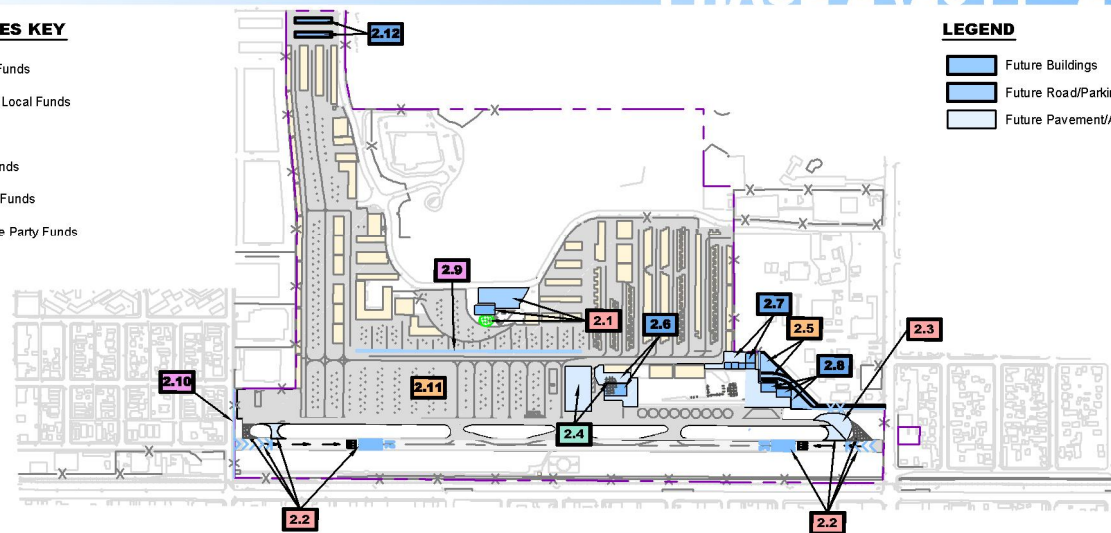 ES KEY
Funds
Local Funds
nds
Funds
e Party Funds
LEGEND
Future Buildings
Future Road/Parkin
Future Pavement/A
2.12
2.9
2.1
2.6
2.7
2.5
2.3
2.8
2.10
2.11
2.4
2.2
2.2